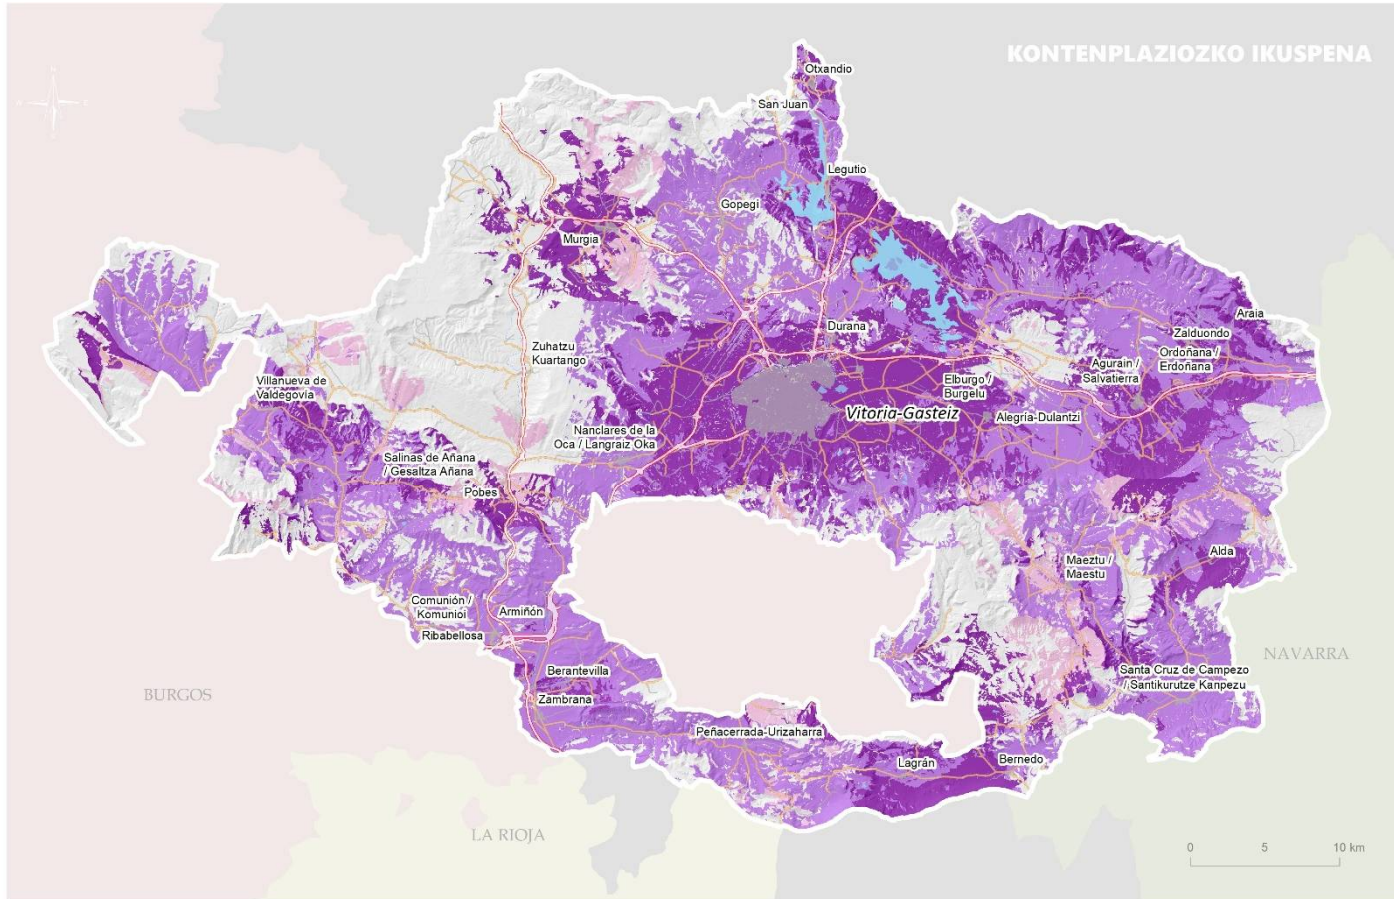 KONTENPLAZIOZKO IKUSPENA
Otxandio
San Juan
Legutio
Gopegi
Murgia
Araia
Durana
Zalduondo
Zuhatzu
Kuartango
Ordoñana /
Erdoñana
Agurain /
Salvatierra
Villanueva de
Valdegovía
Elburgo /
Burgelu
Vitoria-Gasteiz
Alegría-Dulantzi
Nanclares de la
Oca / Langraiz Oka
Salinas de Añana
/ Gesaltza Añana
Pobes
Alda
Maeztu /
Maestu
Comunión /
Komunioi
Armiñón
Ribabellosa
NAVARRA
Berantevilla
Santa Cruz de Campezo
/ Santikurutze Kanpezu
BURGOS
Zambrana
Peñacerrada-Urizaharra
Lagrán
Bernedo
LA RIOJA
0 5 10 km